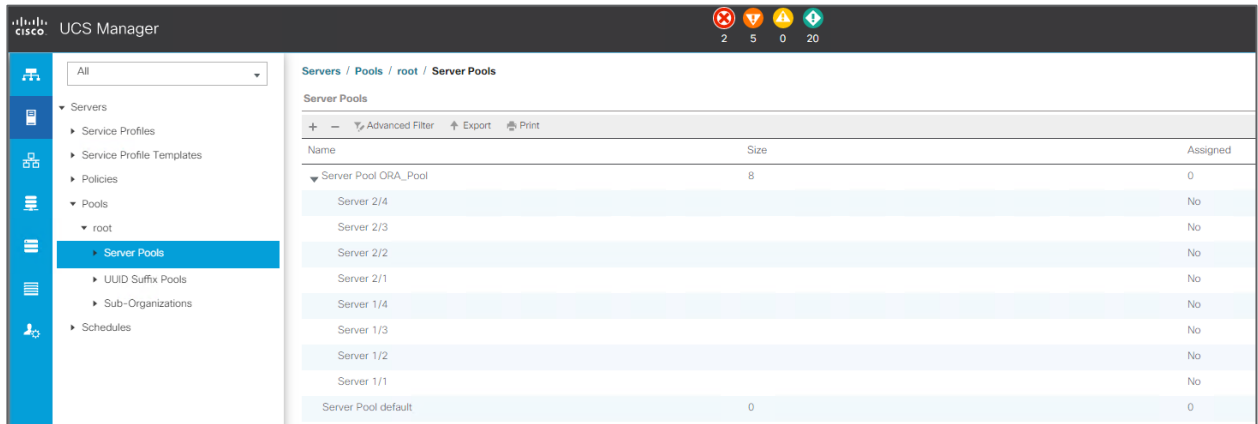 cisco. UCS Manager
2 5 0 20
All
Servers
Service Profiles
Service Profile Templates
Policies
Pools
root
Server Pools
UUID Suffix Pools
Sub-Organizations
Schedules
Servers / Pools / root / Server Pools
Server Pools
+ − Advanced Filter Export Print
Name Size Assigned
Server Pool ORA_Pool 8 0
Server 2/4 No
Server 2/3 No
Server 2/2 No
Server 2/1 No
Server 1/4 No
Server 1/3 No
Server 1/2 No
Server 1/1 No
Server Pool default 0 0